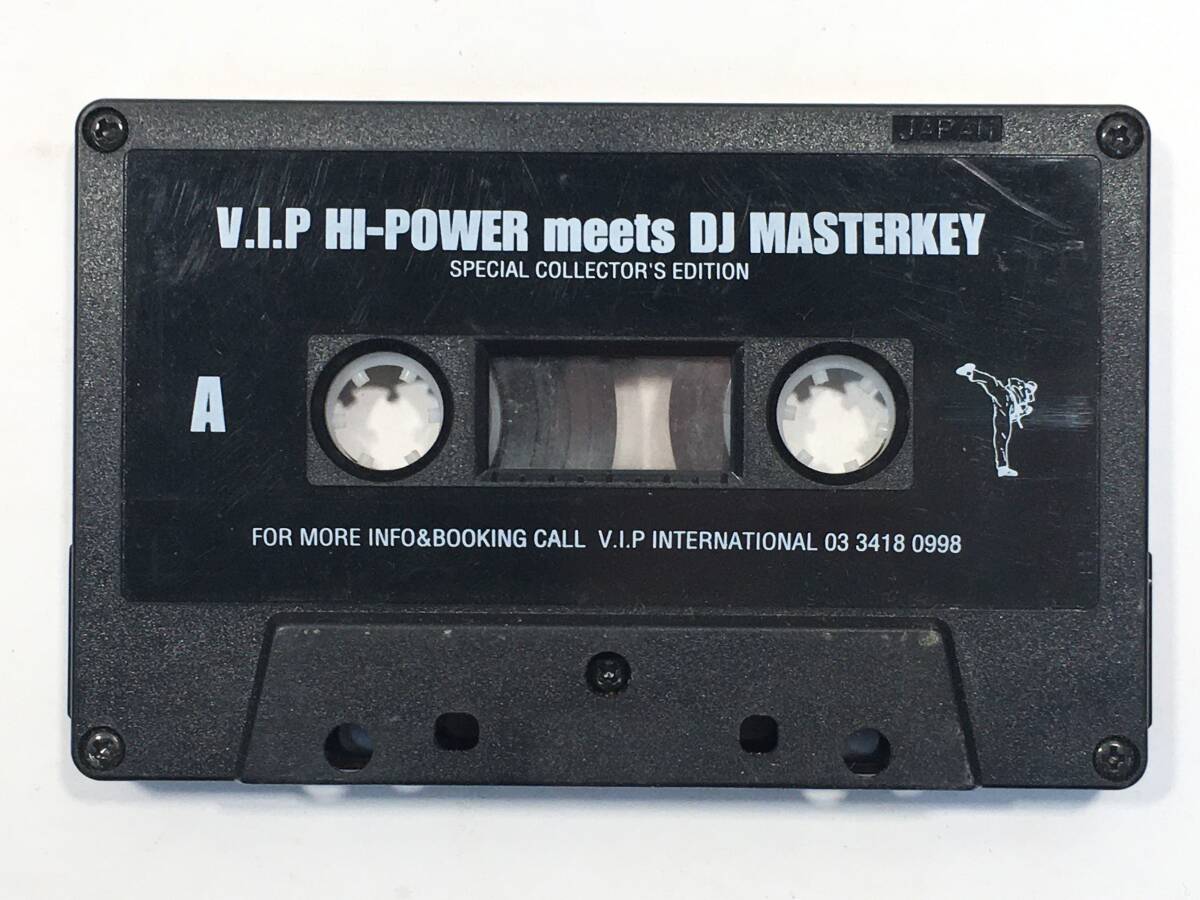 JAPAN
V.I.P HI-POWER meets DJ MASTERKEY
SPECIAL COLLECTOR'S EDITION
A
FOR MORE INFO&BOOKING CALL V.I.P INTERNATIONAL 03 3418 0998